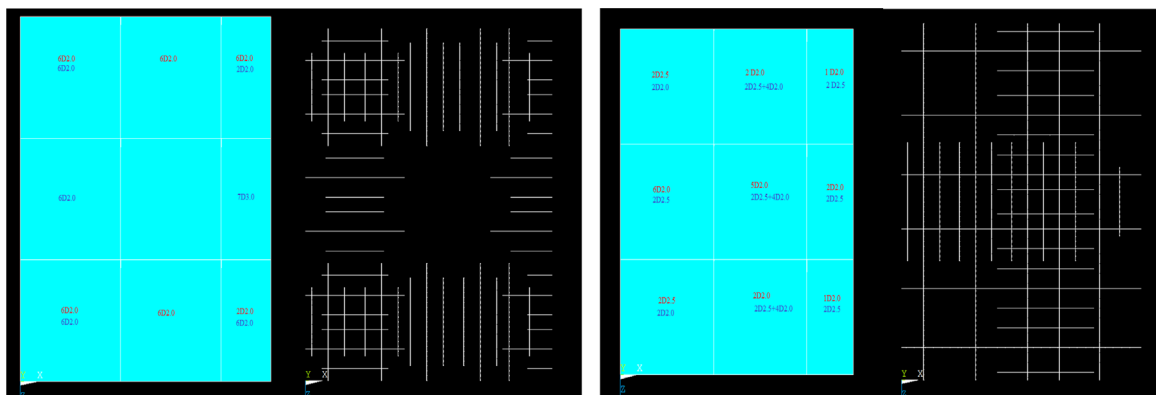 6D2.0 6D2.0 6D2.0
6D2.0 2D2.0
6D2.0 7D3.0
6D2.0 6D2.0 2D2.0
6D2.0 6D2.0
Y X
Y X
2D2.5 2 D2.0 1 D2.0
2D2.0 2D2.5+4D2.0 2 D2.5
6D2.0 5D2.0 2D2.0
2D2.5 2D2.5+4D2.0 2D2.5
2D2.5 2D2.0 1D2.0
2D2.0 2D2.5+4D2.0 2D2.5
Y X
Y X